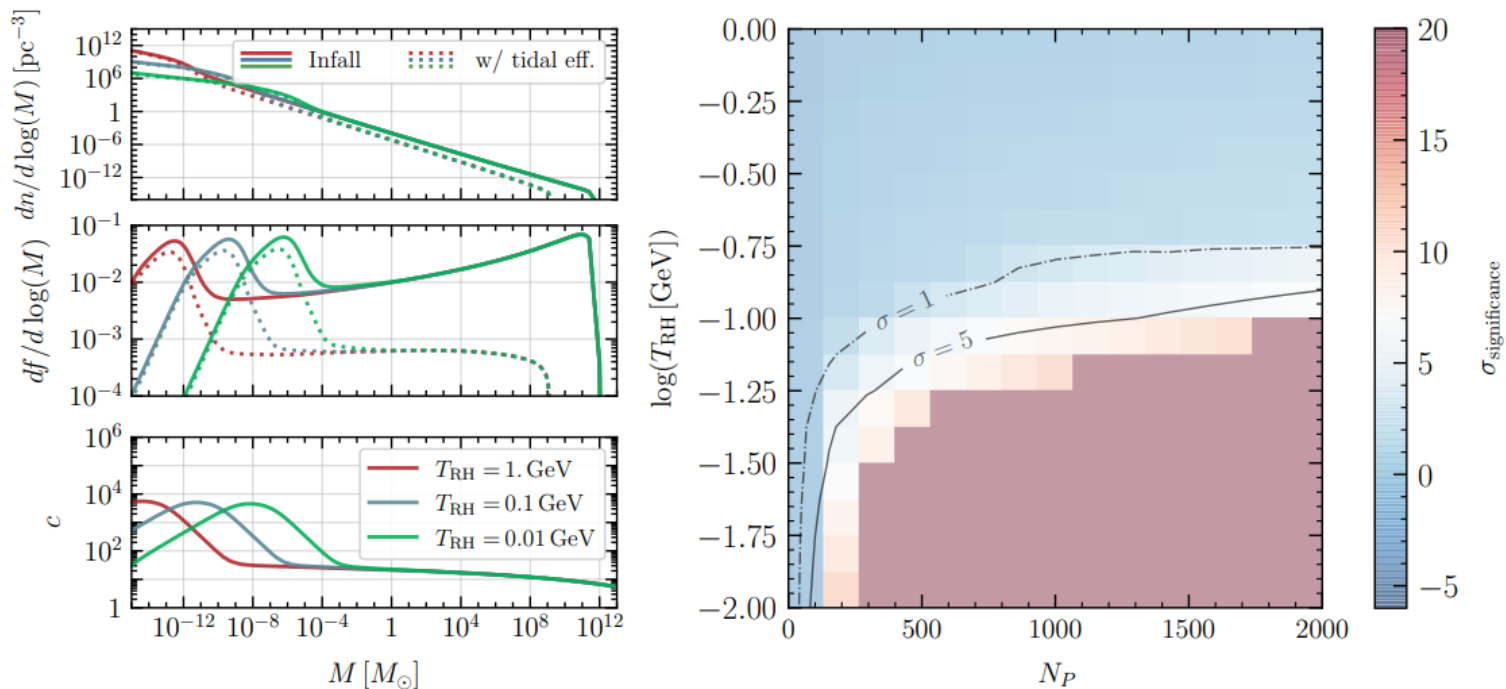 dn/d log(M) [pc⁻³]
10¹²
10⁶
1
10⁻⁶
10⁻¹²
Infall
w/ tidal eff.
df/d log(M)
10⁻¹
10⁻²
10⁻³
10⁻⁴
c
10⁶
10⁴
10²
1
T_RH = 1. GeV
T_RH = 0.1 GeV
T_RH = 0.01 GeV
10⁻¹² 10⁻⁸ 10⁻⁴ 1 10⁴ 10⁸ 10¹²
M [M_⊙]
log(T_RH [GeV])
−0.00
−0.25
−0.50
−0.75
−1.00
−1.25
−1.50
−1.75
−2.00
σ = 1
σ = 5
0 500 1000 1500 2000
N_P
20
15
10
5
0
−5
σ_significance